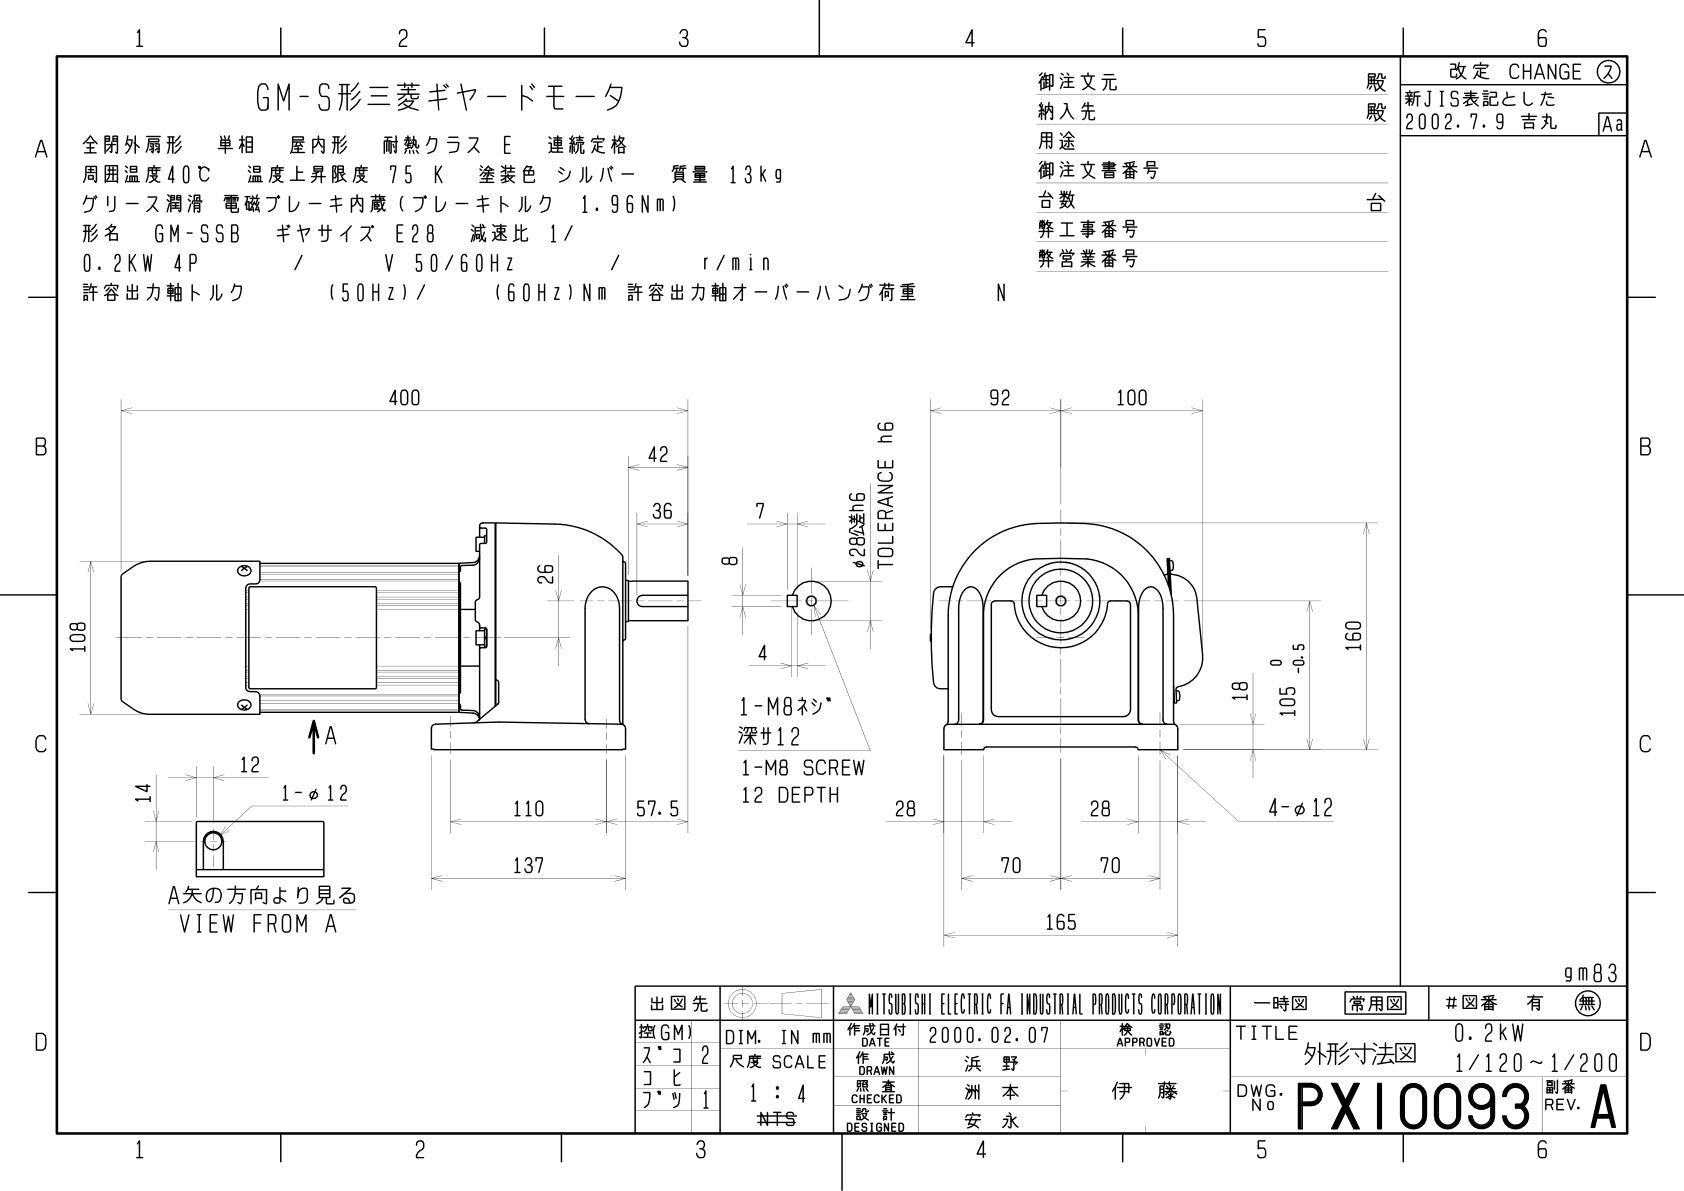 1 2 3 4 5 6
改定 CHANGE ス
新JIS表記とした
2002.7.9 吉丸 Aa
GM-S形三菱ギヤードモータ
全閉外扇形 単相 屋内形 耐熱クラス E 連続定格
周囲温度40℃ 温度上昇限度 75 K 塗装色 シルバー 質量 13kg
グリース潤滑 電磁ブレーキ内蔵(ブレーキトルク 1.96Nm)
形名 GM-SSB ギヤサイズ E28 減速比 1/
0.2KW 4P / V 50/60Hz / r/min
許容出力軸トルク (50Hz)/ (60Hz)Nm 許容出力軸オーバーハング荷重 N
御注文元 殿
納入先 殿
用途
御注文書番号
台数 台
弊工事番号
弊営業番号
A A
B B
C C
D D
400
42
36
26
108
A
12
14
1-φ12
A矢の方向より見る
VIEW FROM A
110
57.5
137
7
8
4
φ28公差h6
TOLERANCE h6
1-M8ネジ
深サ12
1-M8 SCREW
12 DEPTH
92
100
160
105 0 -0.5
18
28
28
4-φ12
70
70
165
gm83
出図先
控(GM)
ズコ 2
コヒ
ブツ 1
DIM. IN mm
尺度 SCALE
1 : 4
NTS
MITSUBISHI ELECTRIC FA INDUSTRIAL PRODUCTS CORPORATION
作成日付 DATE 2000.02.07
作成 DRAWN 浜野
照査 CHECKED 洲本
設計 DESIGNED 安永
検認 APPROVED
伊藤
一時図 常用図 #図番 有 無
TITLE 外形寸法図
0.2kW
1/120~1/200
DWG. No PX10093
副番 REV. A
1 2 3 4 5 6